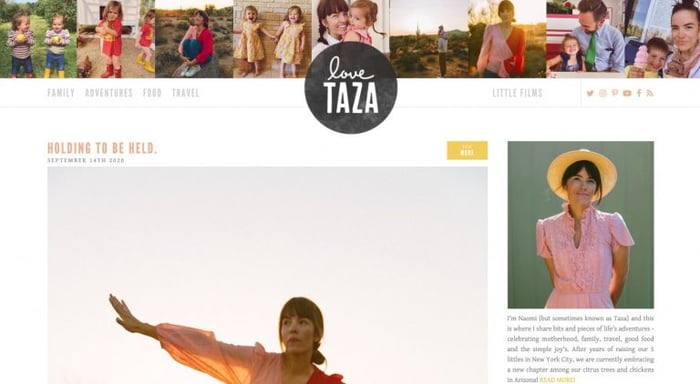 love
TAZA
FAMILY ADVENTURES FOOD TRAVEL
LITTLE FILMS
HOLDING TO BE HELD.
SEPTEMBER 14TH 2020
MORE
I'm Naomi (but sometimes known as Taza) and this
is where I share bits and pieces of life's adventures -
celebrating motherhood, family, travel, good food
and the simple joy's. After years of raising our 5
littles in New York City, we are currently embracing
a new chapter among our citrus trees and chickens
in Arizona! READ MORE!